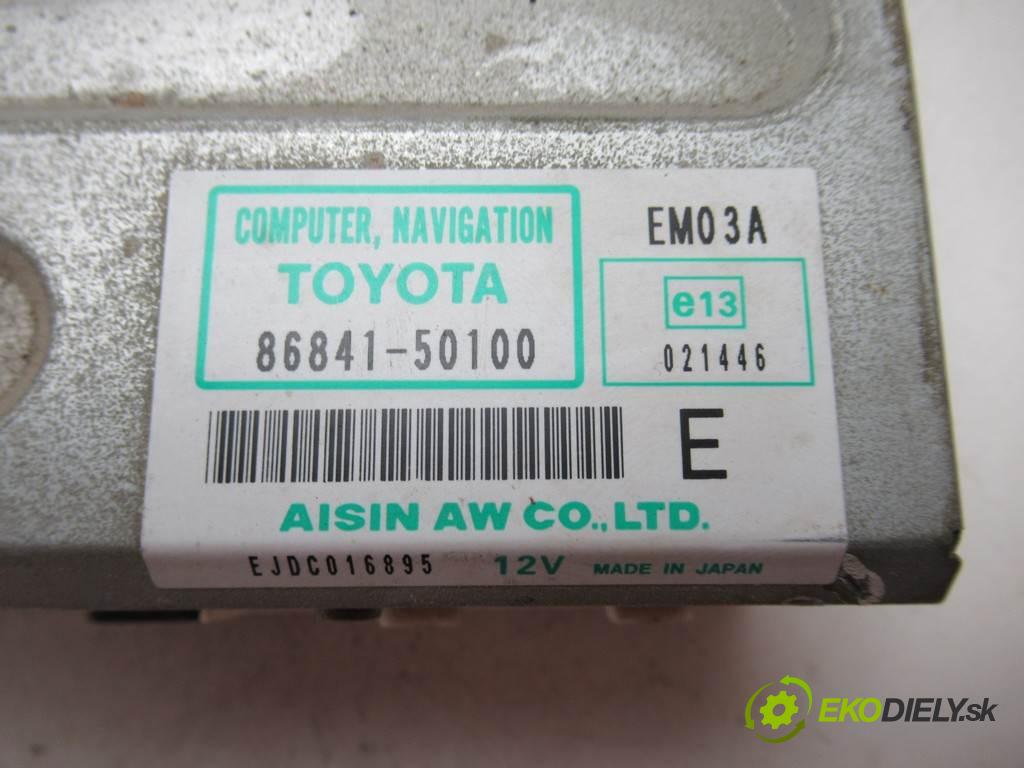 COMPUTER, NAVIGATION
TOYOTA
86841-50100
EM03A
e13
021446
E
AISIN AW CO., LTD.
EJDC016895 12V MADE IN JAPAN
EKODIELY.sk